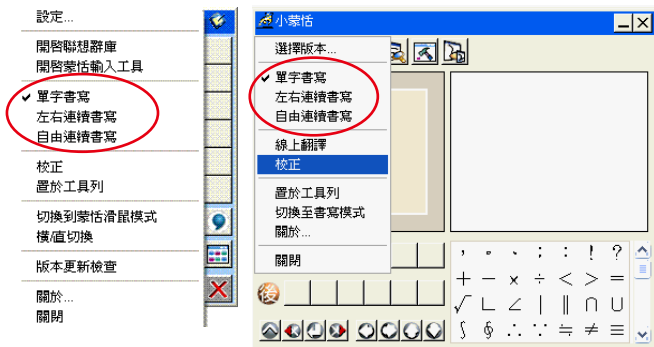 設定...
開啓聯想辭庫
開啓蒙恬輸入工具
單字書寫
左右連續書寫
自由連續書寫
校正
置於工具列
切換到蒙恬滑鼠模式
橫/直切換
版本更新檢查
關於...
關閉
小蒙恬
選擇版本...
單字書寫
左右連續書寫
自由連續書寫
線上翻譯
校正
置於工具列
切換至書寫模式
關於...
關閉
後
, 。 、 ; : ! ?
+ − × ÷ < > =
√ ∟ ∠ | ∥ ∩ ∪
∫ ∮ ∴ ∵ ≒ ≠ ≡